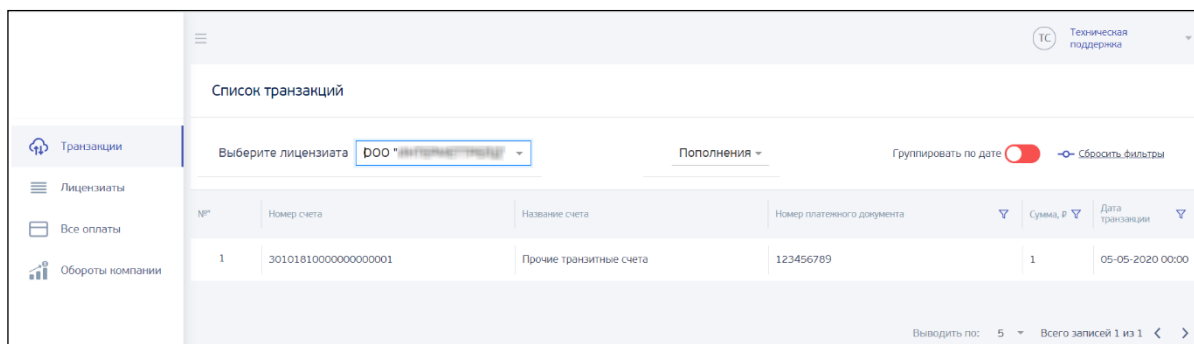 ТС Техническая
поддержка
Список транзакций
Транзакции
Лицензиаты
Все оплаты
Обороты компании
Выберите лицензиата ООО "
Пополнения
Группировать по дате Сбросить фильтры
№ Номер счета Название счета Номер платежного документа Сумма, ₽ Дата
транзакции
1 30101810000000000001 Прочие транзитные счета 123456789 1 05-05-2020 00:00
Выводить по: 5 Всего записей 1 из 1